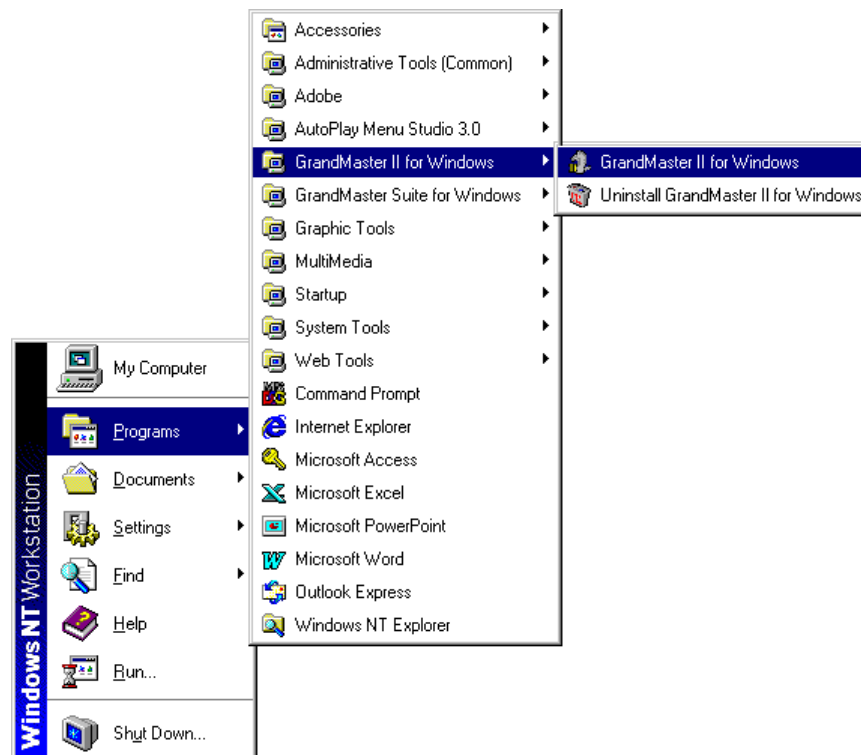 Accessories
Administrative Tools (Common)
Adobe
AutoPlay Menu Studio 3.0
GrandMaster II for Windows
GrandMaster Suite for Windows
Graphic Tools
MultiMedia
Startup
System Tools
Web Tools
Command Prompt
Internet Explorer
Microsoft Access
Microsoft Excel
Microsoft PowerPoint
Microsoft Word
Outlook Express
Windows NT Explorer
GrandMaster II for Windows
Uninstall GrandMaster II for Windows
My Computer
Programs
Documents
Settings
Find
Help
Run...
Shut Down...
Windows NT Workstation